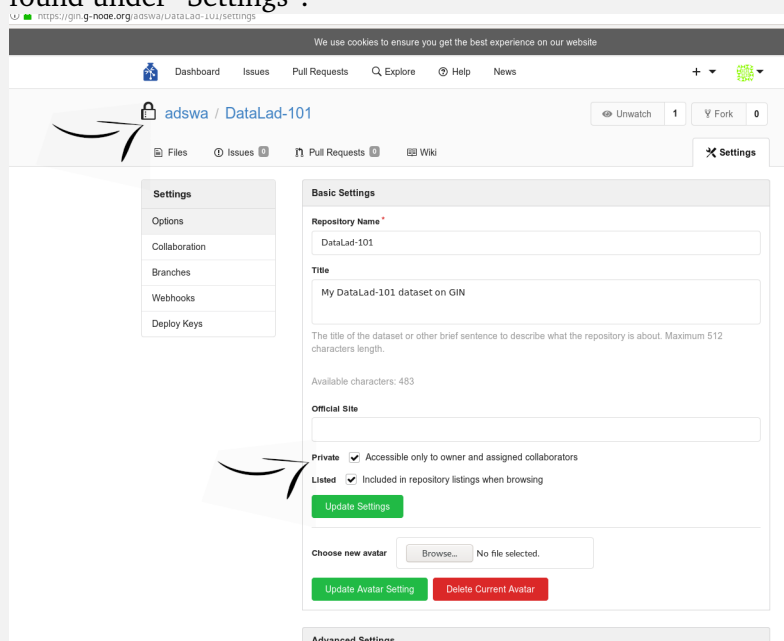 found under "Settings".
https://gin.g-node.org/adswa/DataLad-101/settings
We use cookies to ensure you get the best experience on our website
Dashboard Issues Pull Requests Explore Help News
adswa / DataLad-101
Unwatch 1 Fork 0
Files Issues 0 Pull Requests 0 Wiki Settings
Settings
Options
Collaboration
Branches
Webhooks
Deploy Keys
Basic Settings
Repository Name *
DataLad-101
Title
My DataLad-101 dataset on GIN
The title of the dataset or other brief sentence to describe what the repository is about. Maximum 512
characters length.
Available characters: 483
Official Site
Private Accessible only to owner and assigned collaborators
Listed Included in repository listings when browsing
Update Settings
Choose new avatar Browse... No file selected.
Update Avatar Setting Delete Current Avatar
Advanced Settings